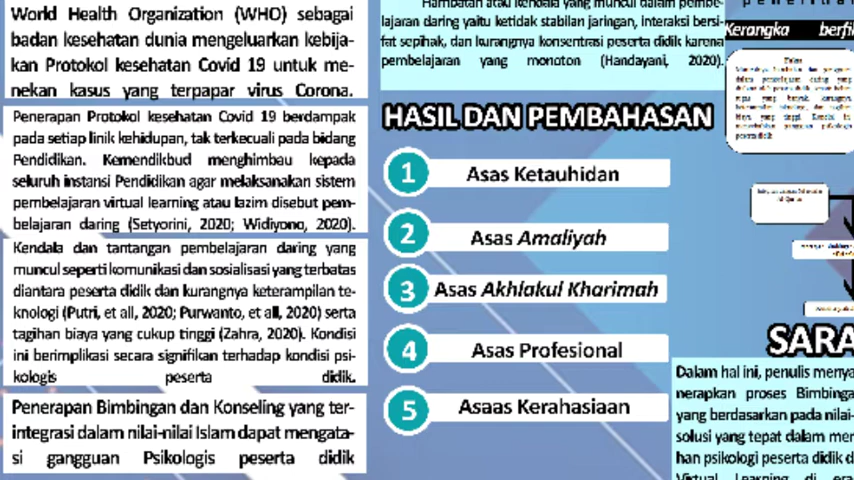 World Health Organization (WHO) sebagai
badan kesehatan dunia mengeluarkan kebija-
kan Protokol kesehatan Covid 19 untuk me-
nekan kasus yang terpapar virus Corona.
Penerapan Protokol kesehatan Covid 19 berdampak
pada setiap linik kehidupan, tak terkecuali pada bidang
Pendidikan. Kemendikbud menghimbau kepada
seluruh instansi Pendidikan agar melaksanakan sistem
pembelajaran virtual learning atau lazim disebut pem-
belajaran daring (Setyorini, 2020; Widiyono, 2020).
Kendala dan tantangan pembelajaran daring yang
muncul seperti komunikasi dan sosialisasi yang terbatas
diantara peserta didik dan kurangnya keterampilan te-
knologi (Putri, et all, 2020; Purwanto, et all, 2020) serta
tagihan biaya yang cukup tinggi (Zahra, 2020). Kondisi
ini berimplikasi secara signifikan terhadap kondisi psi-
kologis peserta didik.
Penerapan Bimbingan dan Konseling yang ter-
integrasi dalam nilai-nilai Islam dapat mengata-
si gangguan Psikologis peserta didik
Hambatan atau kendala yang muncul dalam pembe-
lajaran daring yaitu ketidak stabilan jaringan, interaksi bersi-
fat sepihak, dan kurangnya konsentrasi peserta didik karena
pembelajaran yang monoton (Handayani, 2020).
HASIL DAN PEMBAHASAN
1 Asas Ketauhidan
2 Asas Amaliyah
3 Asas Akhlakul Kharimah
4 Asas Profesional
5 Asaas Kerahasiaan
Kerangka berfi
SARA
Dalam hal ini, penulis menya
nerapkan proses Bimbinga
yang berdasarkan pada nilai-
solusi yang tepat dalam men
han psikologi peserta didik d
Virtual Learning di era